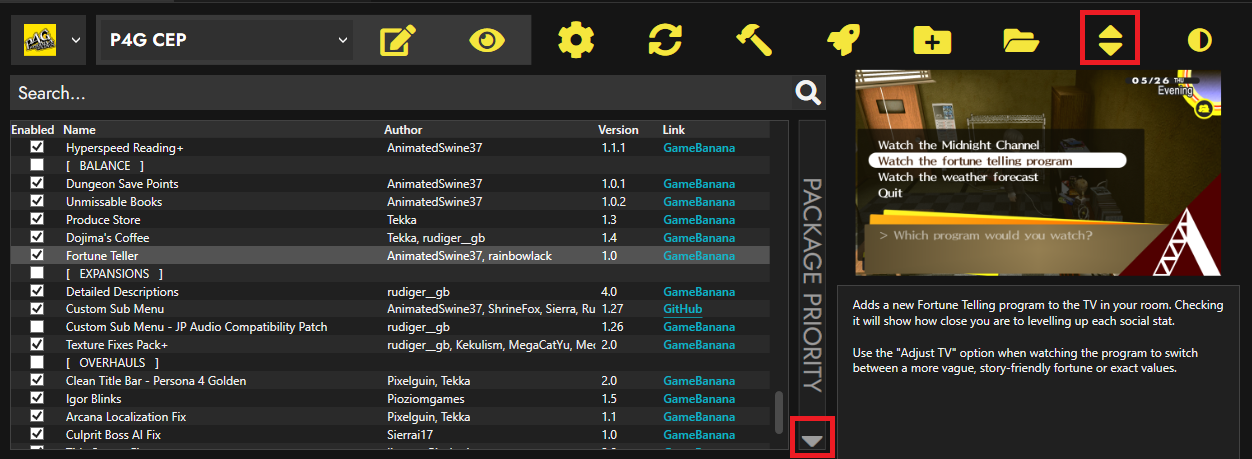 P4G CEP
Search...
Enabled Name Author Version Link
Hyperspeed Reading+ AnimatedSwine37 1.1.1 GameBanana
[ BALANCE ]
Dungeon Save Points AnimatedSwine37 1.0.1 GameBanana
Unmissable Books AnimatedSwine37 1.0.2 GameBanana
Produce Store Tekka 1.3 GameBanana
Dojima's Coffee Tekka, rudiger__gb 1.4 GameBanana
Fortune Teller AnimatedSwine37, rainbowlack 1.0 GameBanana
[ EXPANSIONS ]
Detailed Descriptions rudiger__gb 4.0 GameBanana
Custom Sub Menu AnimatedSwine37, ShrineFox, Sierra, Ru 1.27 GitHub
Custom Sub Menu - JP Audio Compatibility Patch rudiger__gb 1.26 GameBanana
Texture Fixes Pack+ rudiger__gb, Kekulism, MegaCatYu, Mec 2.0 GameBanana
[ OVERHAULS ]
Clean Title Bar - Persona 4 Golden Pixelguin, Tekka 2.0 GameBanana
Igor Blinks Pioziomgames 1.5 GameBanana
Arcana Localization Fix Pixelguin, Tekka 1.1 GameBanana
Culprit Boss AI Fix Sierrai17 1.0 GameBanana
PACKAGE PRIORITY
05/26 THU
Evening
Watch the Midnight Channel
Watch the fortune telling program
Watch the weather forecast
Quit
> Which program would you watch?
Adds a new Fortune Telling program to the TV in your room. Checking
it will show how close you are to levelling up each social stat.
Use the "Adjust TV" option when watching the program to switch
between a more vague, story-friendly fortune or exact values.